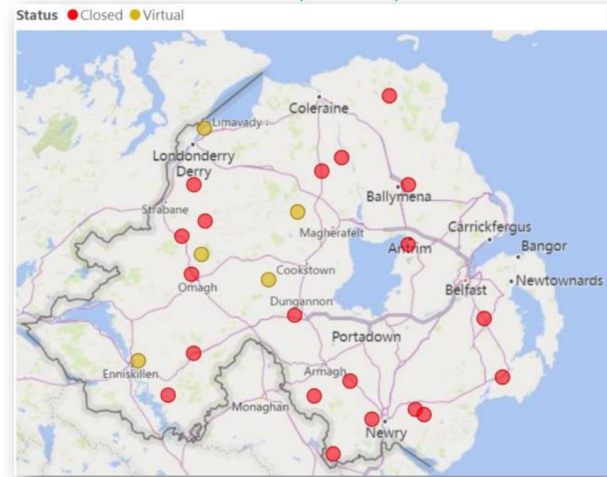 Status Closed Virtual
Coleraine
Limavady
Londonderry
Derry
Ballymena
Strabane
Magherafelt
Carrickfergus
Antrim
Bangor
Cookstown
Newtownards
Omagh
Belfast
Dungannon
Portadown
Enniskillen
Armagh
Monaghan
Newry